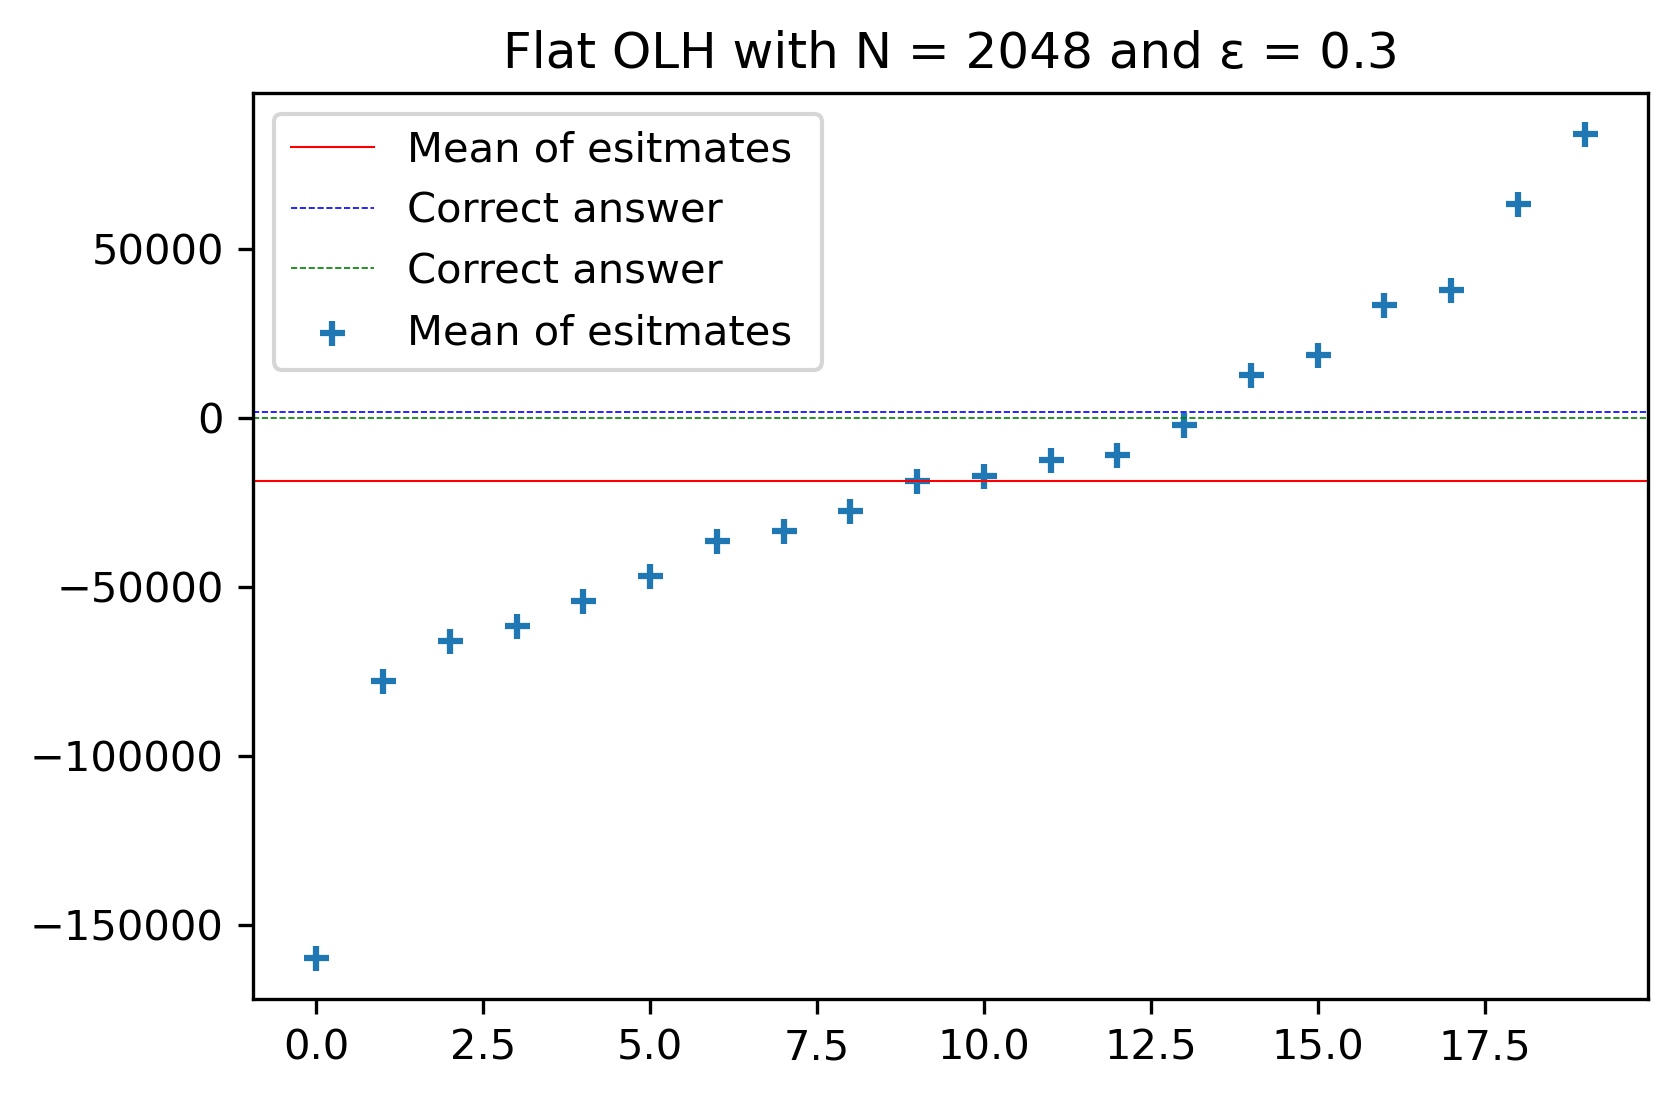 Flat OLH with N = 2048 and ε = 0.3
Mean of esitmates
Correct answer
Correct answer
Mean of esitmates
50000
0
−50000
−100000
−150000
0.0 2.5 5.0 7.5 10.0 12.5 15.0 17.5